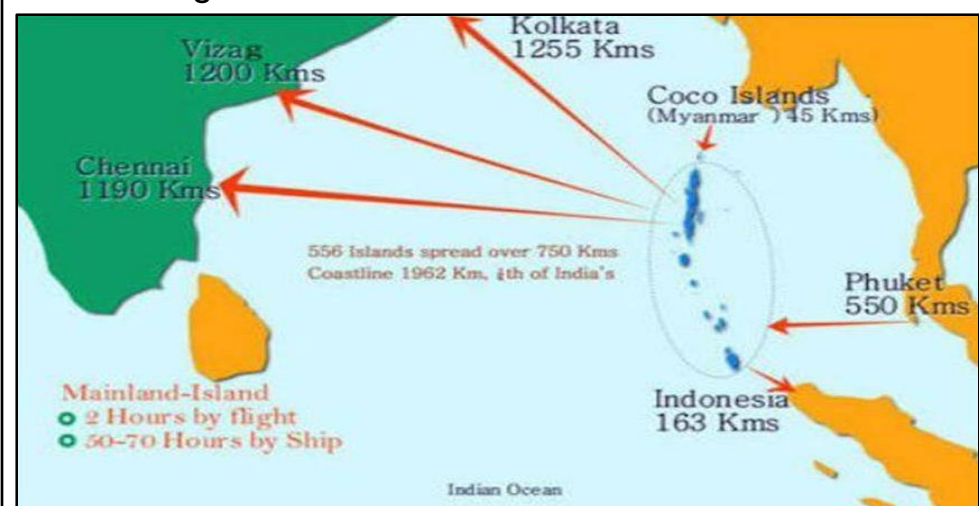 Kolkata
1255 Kms
Vizag
1200 Kms
Coco Islands
(Myanmar ) 45 Kms)
Chennai
1190 Kms
556 Islands spread over 750 Kms
Coastline 1962 Km, th of India's
Phuket
550 Kms
Mainland-Island
2 Hours by flight
50-70 Hours by Ship
Indonesia
163 Kms
Indian Ocean